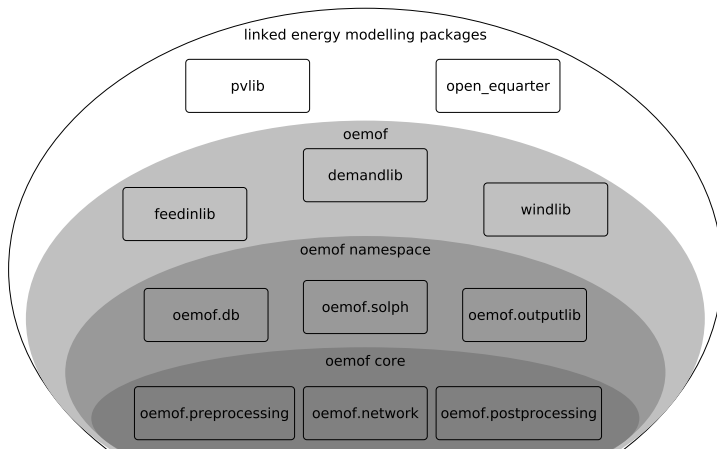 linked energy modelling packages
pvlib
open_equarter
oemof
demandlib
feedinlib
windlib
oemof namespace
oemof.db
oemof.solph
oemof.outputlib
oemof core
oemof.preprocessing
oemof.network
oemof.postprocessing